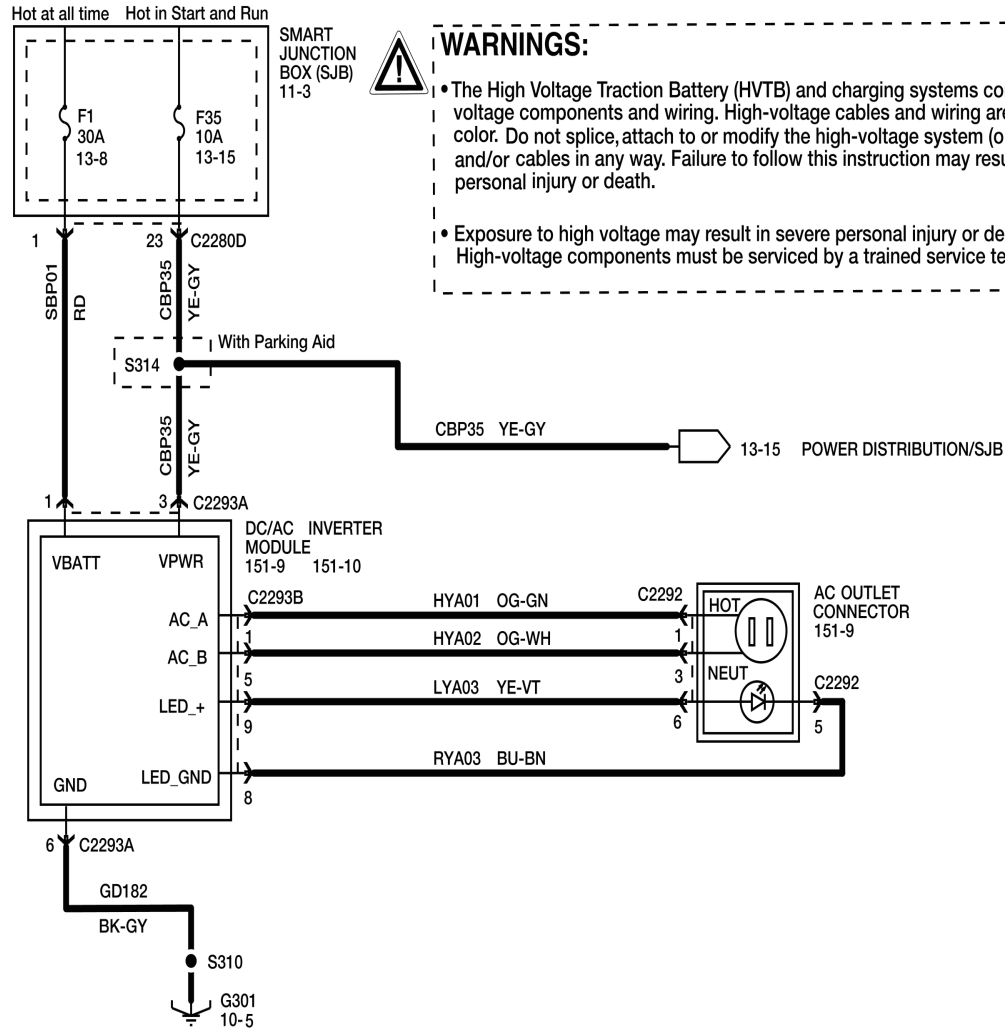 Hot at all time Hot in Start and Run
SMART
JUNCTION
BOX (SJB)
11-3
F1
30A
13-8
F35
10A
13-15
WARNINGS:
• The High Voltage Traction Battery (HVTB) and charging systems co
voltage components and wiring. High-voltage cables and wiring are
color. Do not splice, attach to or modify the high-voltage system (o
and/or cables in any way. Failure to follow this instruction may resu
personal injury or death.
• Exposure to high voltage may result in severe personal injury or de
High-voltage components must be serviced by a trained service te
1 23 C2280D
SBP01
RD
CBP35
YE-GY
With Parking Aid
S314
CBP35
YE-GY
CBP35 YE-GY
13-15 POWER DISTRIBUTION/SJB
1 3 C2293A
DC/AC INVERTER
MODULE
151-9 151-10
VBATT VPWR
C2293B
HYA01 OG-GN
C2292
HOT
AC OUTLET
CONNECTOR
151-9
AC_A
1
HYA02 OG-WH
1
AC_B
5
3
NEUT
LYA03 YE-VT
C2292
LED_+
9
6
5
RYA03 BU-BN
GND
LED_GND
8
6 C2293A
GD182
BK-GY
S310
G301
10-5